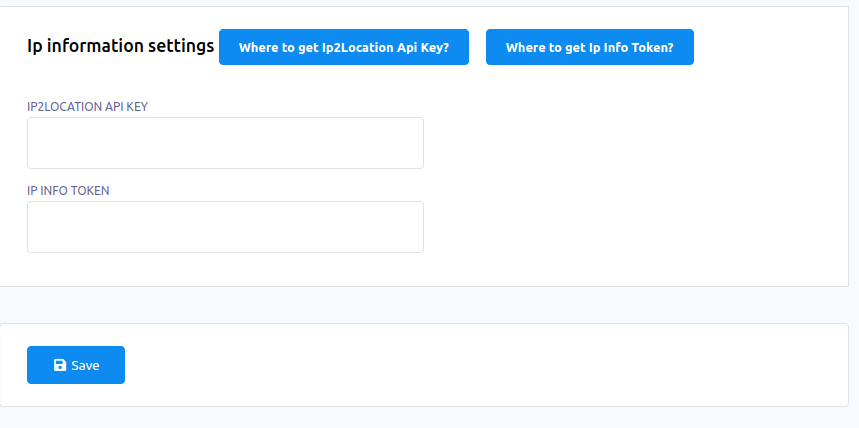 Ip information settings Where to get Ip2Location Api Key? Where to get Ip Info Token?
IP2LOCATION API KEY
IP INFO TOKEN
Save